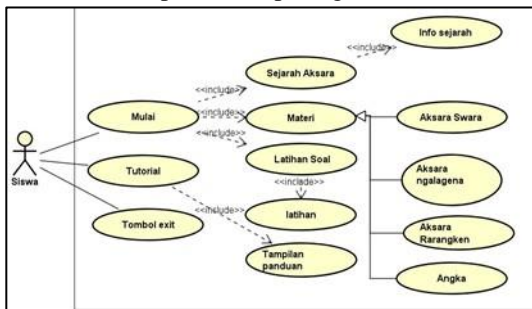 Info sejarah
<<include>>
Sejarah Aksara
<<include>>
Mulai
<<include>>
Materi
Aksara Swara
<<include>>
Latihan Soal
Siswa
Tutorial
<<include>>
Aksara
ngalagena
<<include>>
latihan
Tombol exit
Aksara
Rarangken
Tampilan
panduan
Angka